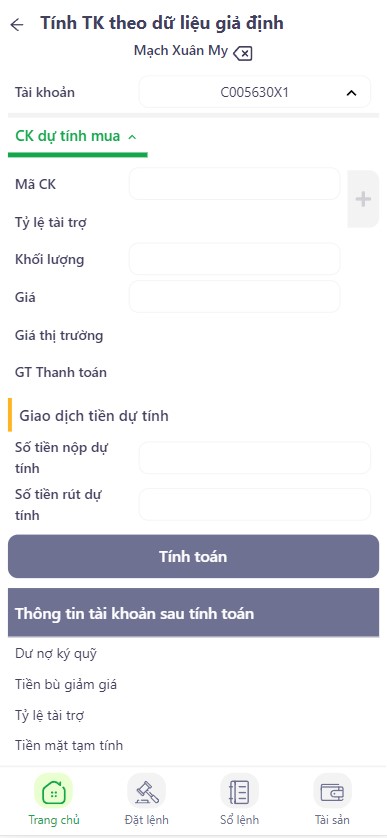 Tính TK theo dữ liệu giả định
Mạch Xuân My
Tài khoản C005630X1
CK dự tính mua
Mã CK
Tỷ lệ tài trợ
Khối lượng
Giá
Giá thị trường
GT Thanh toán
Giao dịch tiền dự tính
Số tiền nộp dự
tính
Số tiền rút dự
tính
Tính toán
Thông tin tài khoản sau tính toán
Dư nợ ký quỹ
Tiền bù giảm giá
Tỷ lệ tài trợ
Tiền mặt tạm tính
Trang chủ Đặt lệnh Sổ lệnh Tài sản